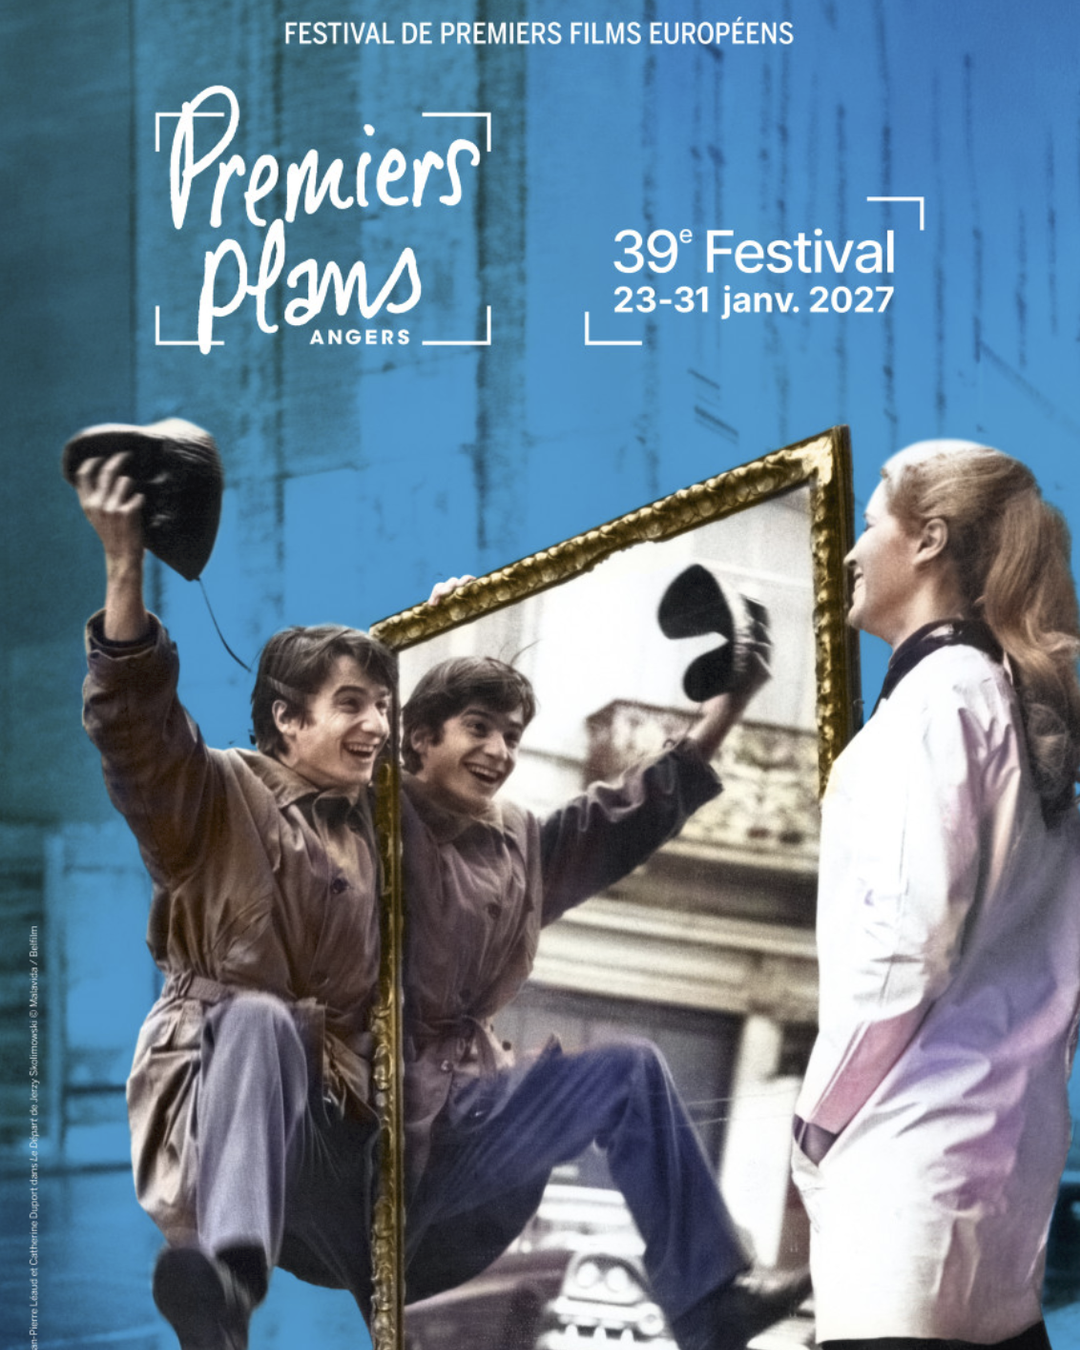 FESTIVAL DE PREMIERS FILMS EUROPÉENS
Premiers
plans
ANGERS
39e Festival
23-31 janv. 2027
an-Pierre Léaud et Catherine Duport dans Le Départ de Jerzy Skolimowski © Malavida / Belfilm